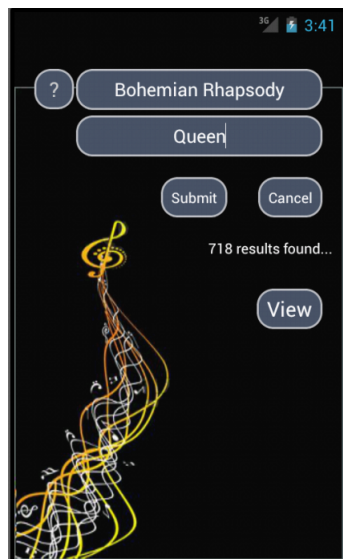 3G 3:41
? Bohemian Rhapsody
Queen
Submit Cancel
718 results found...
View